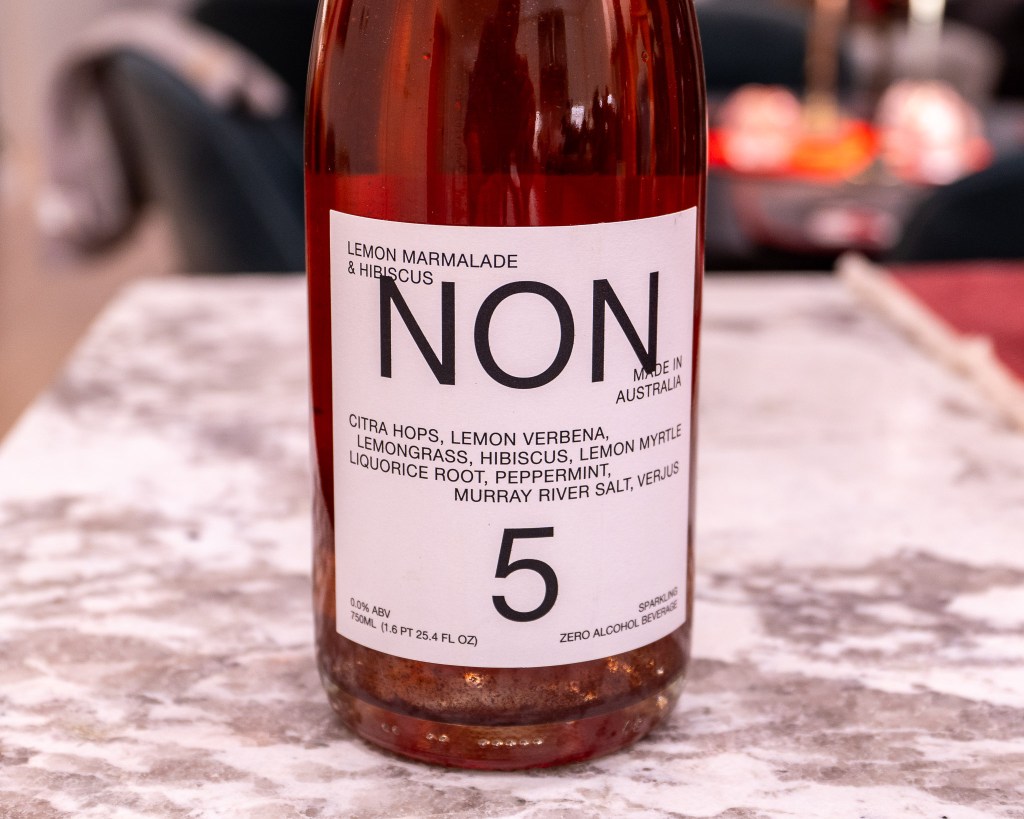 LEMON MARMALADE
& HIBISCUS
NON
MADE IN
AUSTRALIA
CITRA HOPS, LEMON VERBENA,
LEMONGRASS, HIBISCUS, LEMON MYRTLE
LIQUORICE ROOT, PEPPERMINT,
MURRAY RIVER SALT, VERJUS
5
0.0% ABV
750ML (1.6 PT 25.4 FL OZ)
SPARKLING
ZERO ALCOHOL BEVERAGE